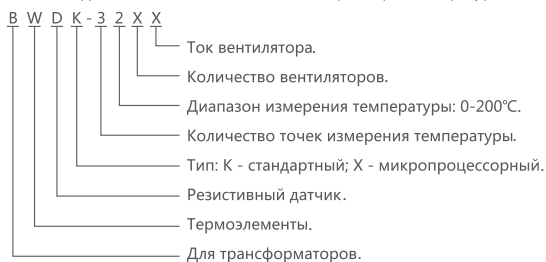 B W D K - 3 2 X X
Ток вентилятора.
Количество вентиляторов.
Диапазон измерения температуры: 0-200℃.
Количество точек измерения температуры.
Тип: К - стандартный; X - микропроцессорный.
Резистивный датчик.
Термоэлементы.
Для трансформаторов.